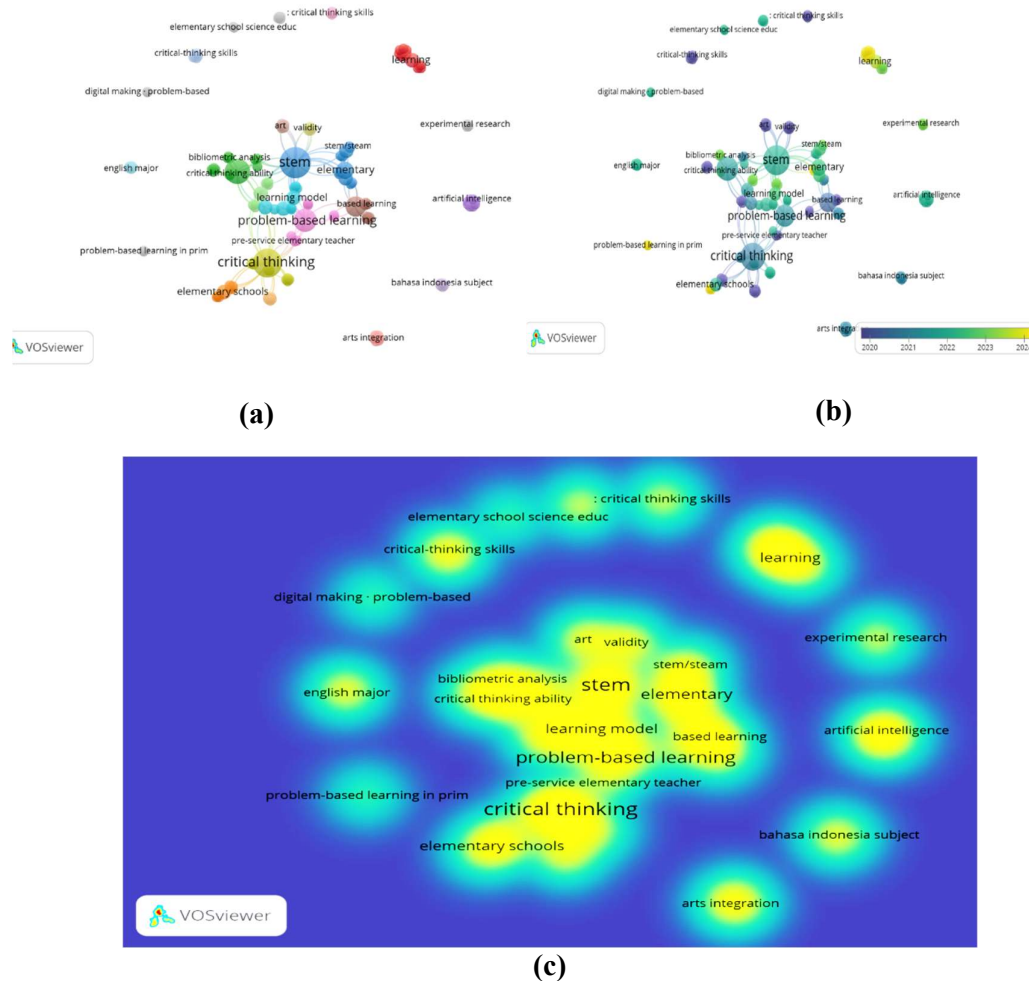 : critical thinking skills
elementary school science educ
critical-thinking skills
learning
digital making · problem-based
experimental research
art
validity
stem/steam
bibliometric analysis
stem
critical thinking ability
elementary
english major
learning model
based learning
artificial intelligence
problem-based learning
pre-service elementary teacher
problem-based learning in prim
critical thinking
bahasa indonesia subject
elementary schools
arts integration
VOSviewer
(a)
: critical thinking skills
elementary school science educ
critical-thinking skills
learning
digital making · problem-based
experimental research
art
validity
stem/steam
bibliometric analysis
stem
critical thinking ability
elementary
english major
learning model
based learning
artificial intelligence
problem-based learning
pre-service elementary teacher
problem-based learning in prim
critical thinking
bahasa indonesia subject
elementary schools
arts integra
VOSviewer
2020 2021 2022 2023 202
(b)
: critical thinking skills
elementary school science educ
critical-thinking skills
learning
digital making · problem-based
experimental research
art
validity
stem/steam
bibliometric analysis
stem
critical thinking ability
elementary
english major
learning model
based learning
artificial intelligence
problem-based learning
pre-service elementary teacher
problem-based learning in prim
critical thinking
bahasa indonesia subject
elementary schools
arts integration
VOSviewer
(c)